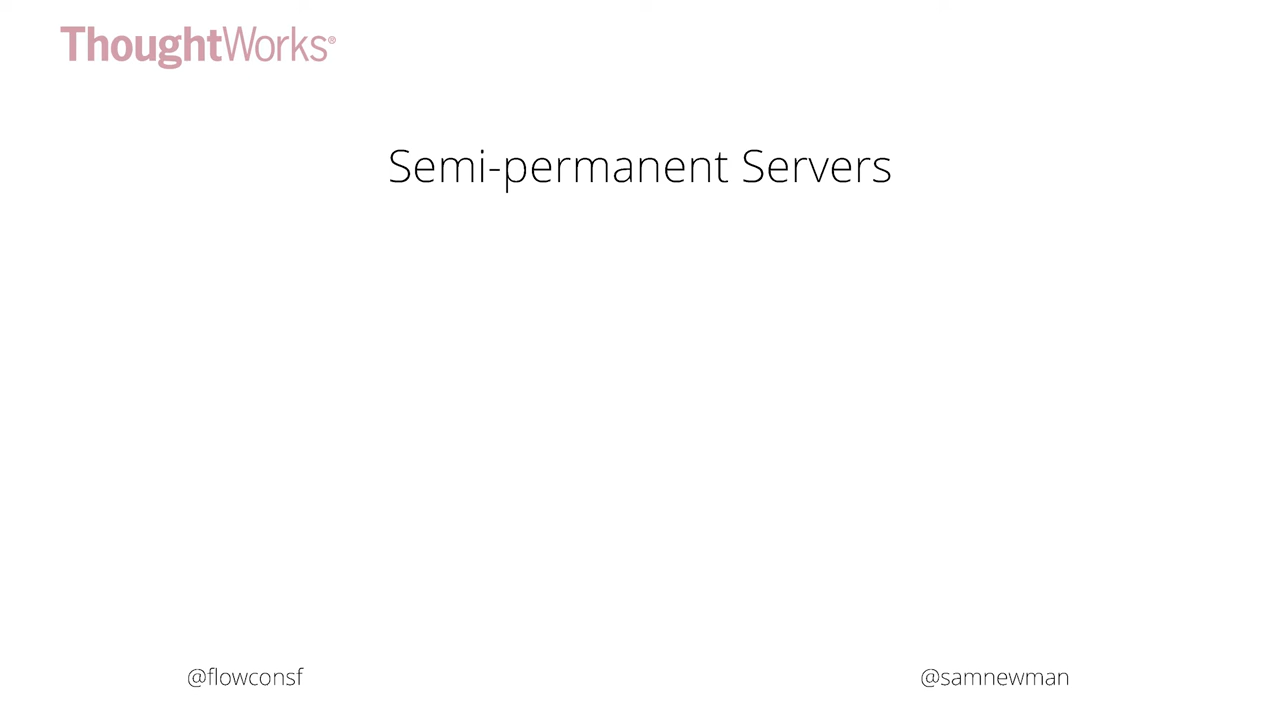 ThoughtWorks®
Semi-permanent Servers
@flowconsf
@samnewman